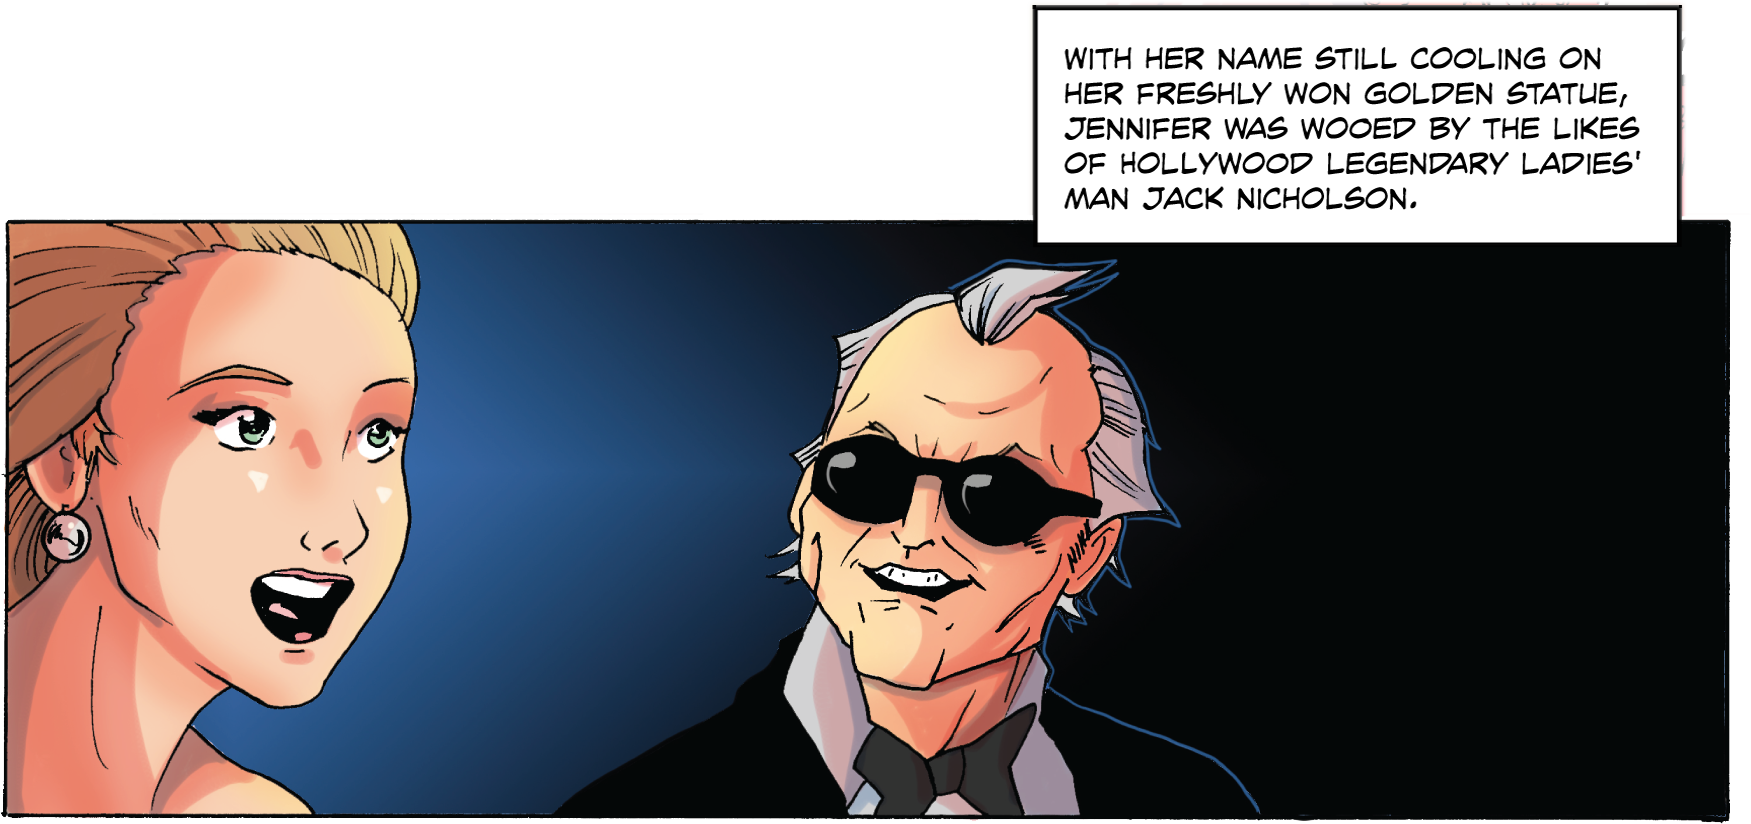 WITH HER NAME STILL COOLING ON
HER FRESHLY WON GOLDEN STATUE,
JENNIFER WAS WOOED BY THE LIKES
OF HOLLYWOOD LEGENDARY LADIES'
MAN JACK NICHOLSON.